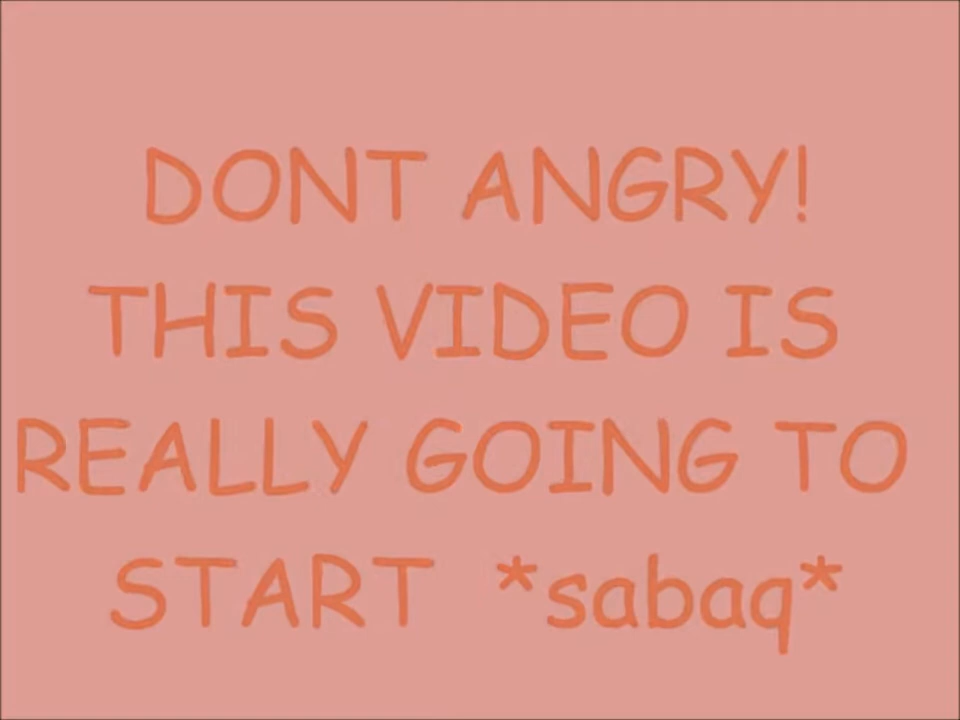 DONT ANGRY!
THIS VIDEO IS
REALLY GOING TO
START *sabaq*